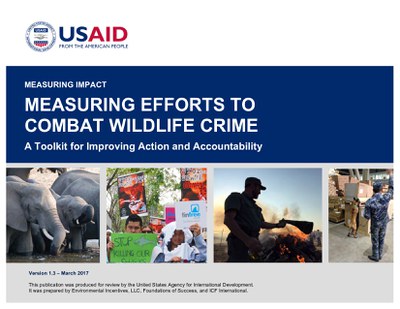 USAID
FROM THE AMERICAN PEOPLE
MEASURING IMPACT
MEASURING EFFORTS TO
COMBAT WILDLIFE CRIME
A Toolkit for Improving Action and Accountability
STOP
KILLING OUR
Version 1.3 – March 2017
This publication was produced for review by the United States Agency for International Development.
It was prepared by Environmental Incentives, LLC, Foundations of Success, and ICF International.